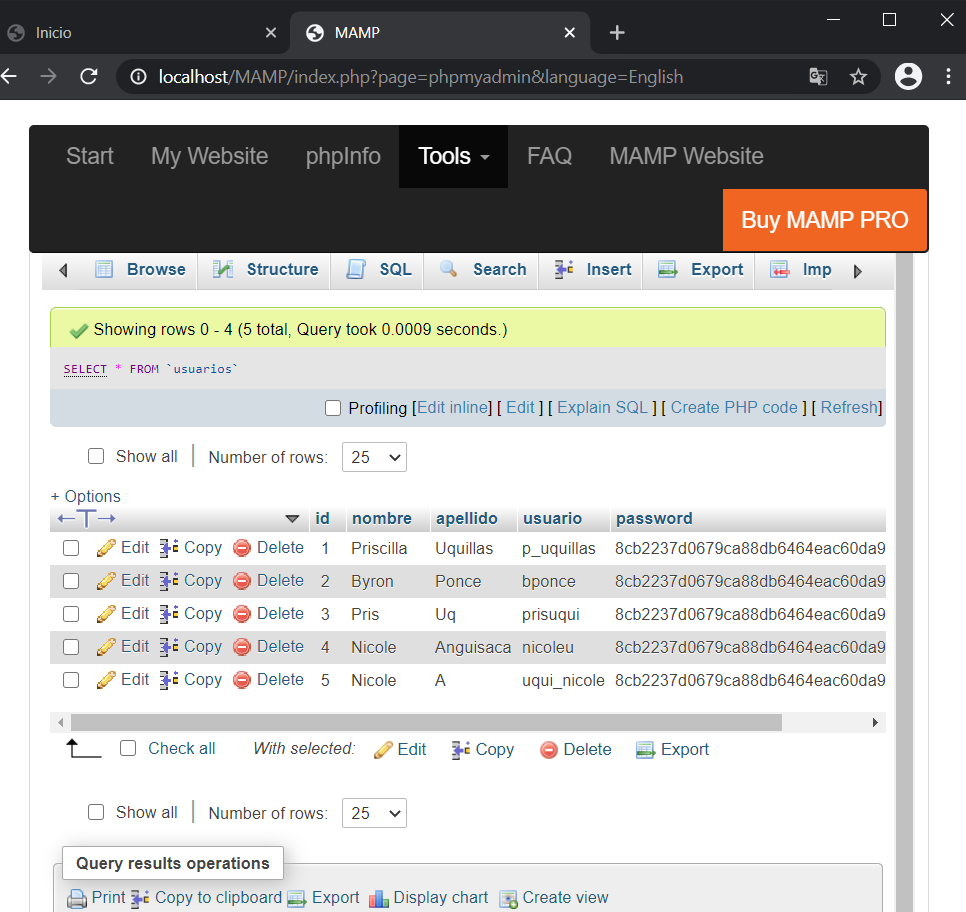 Inicio
MAMP
localhost/MAMP/index.php?page=phpmyadmin&language=English
Start My Website phpInfo Tools FAQ MAMP Website
Buy MAMP PRO
Browse Structure SQL Search Insert Export Imp
Showing rows 0 - 4 (5 total, Query took 0.0009 seconds.)
SELECT * FROM `usuarios`
Profiling [Edit inline] [ Edit ] [ Explain SQL ] [ Create PHP code ] [ Refresh]
Show all Number of rows: 25
+ Options
←T→ id nombre apellido usuario password
Edit Copy Delete 1 Priscilla Uquillas p_uquillas 8cb2237d0679ca88db6464eac60da9
Edit Copy Delete 2 Byron Ponce bponce 8cb2237d0679ca88db6464eac60da9
Edit Copy Delete 3 Pris Uq prisuqui 8cb2237d0679ca88db6464eac60da9
Edit Copy Delete 4 Nicole Anguisaca nicoleu 8cb2237d0679ca88db6464eac60da9
Edit Copy Delete 5 Nicole A uqui_nicole 8cb2237d0679ca88db6464eac60da9
Check all With selected: Edit Copy Delete Export
Show all Number of rows: 25
Query results operations
Print Copy to clipboard Export Display chart Create view